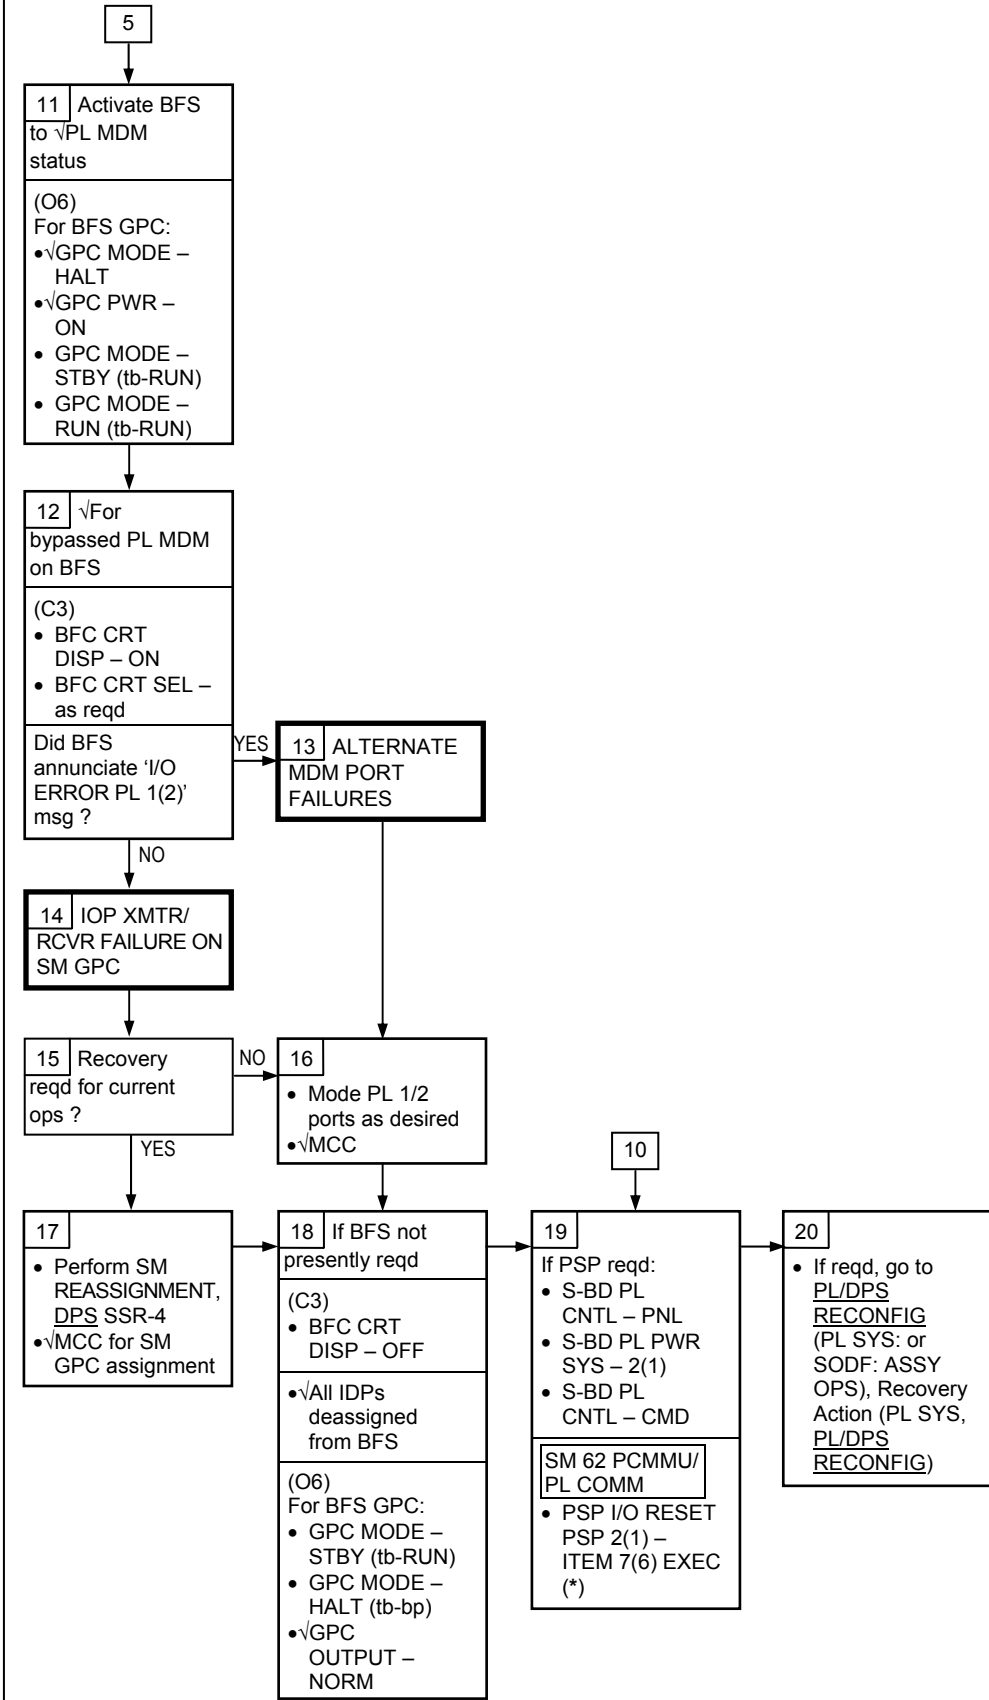 5
11 Activate BFS
to √PL MDM
status
(O6)
For BFS GPC:
•√GPC MODE –
HALT
•√GPC PWR –
ON
• GPC MODE –
STBY (tb-RUN)
• GPC MODE –
RUN (tb-RUN)
12 √For
bypassed PL MDM
on BFS
(C3)
• BFC CRT
DISP – ON
• BFC CRT SEL –
as reqd
Did BFS
annunciate ‘I/O
ERROR PL 1(2)’
msg ?
YES
13 ALTERNATE
MDM PORT
FAILURES
NO
14 IOP XMTR/
RCVR FAILURE ON
SM GPC
15 Recovery
reqd for current
ops ?
NO
YES
16
• Mode PL 1/2
ports as desired
•√MCC
10
17
• Perform SM
REASSIGNMENT,
DPS SSR-4
•√MCC for SM
GPC assignment
18 If BFS not
presently reqd
(C3)
• BFC CRT
DISP – OFF
•√All IDPs
deassigned
from BFS
(O6)
For BFS GPC:
• GPC MODE –
STBY (tb-RUN)
• GPC MODE –
HALT (tb-bp)
•√GPC
OUTPUT –
NORM
19
If PSP reqd:
• S-BD PL
CNTL – PNL
• S-BD PL PWR
SYS – 2(1)
• S-BD PL
CNTL – CMD
SM 62 PCMMU/
PL COMM
• PSP I/O RESET
PSP 2(1) –
ITEM 7(6) EXEC
(*)
20
• If reqd, go to
PL/DPS
RECONFIG
(PL SYS: or
SODF: ASSY
OPS), Recovery
Action (PL SYS,
PL/DPS
RECONFIG)